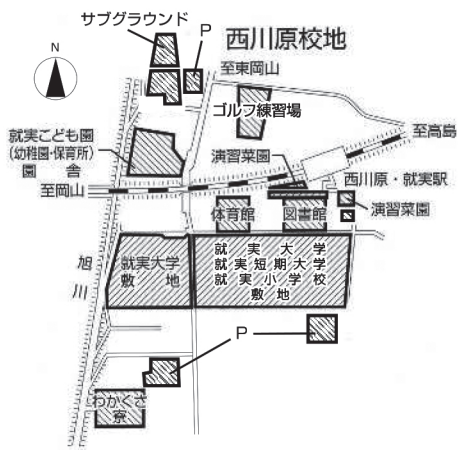 サブグラウンド
P
西川原校地
N
至東岡山
ゴルフ練習場
就実こども園
(幼稚園・保育所)
園舎
至高島
演習菜園
至岡山
西川原・就実駅
体育館
図書館
演習菜園
旭川
就実大学
敷地
就実大学
就実短期大学
就実小学校
敷地
P
わかくさ
寮